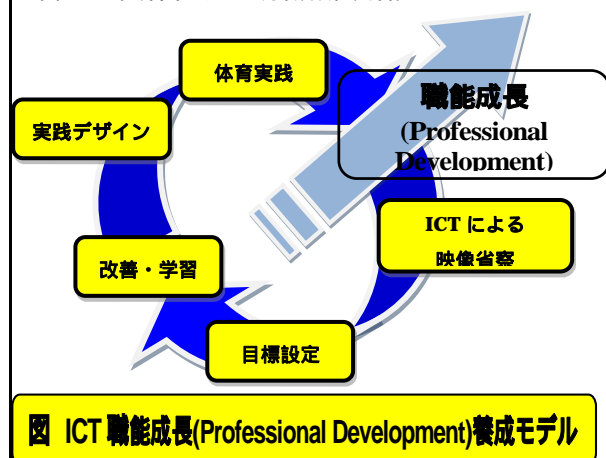 体育実践
職能成長
(Professional
Development)
実践デザイン
ICT による
映像省察
改善・学習
目標設定
図 ICT 職能成長(Professional Development)養成モデル